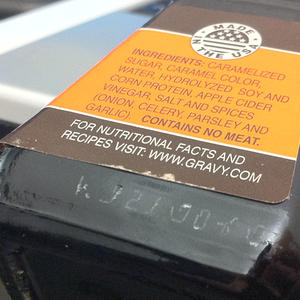 MADE
IN
THE USA
INGREDIENTS: CARAMELIZED
SUGAR, CARAMEL COLOR,
WATER, HYDROLYZED SOY AND
CORN PROTEIN, APPLE CIDER
VINEGAR, SALT AND SPICES
(ONION, CELERY, PARSLEY AND
GARLIC). CONTAINS NO MEAT.
FOR NUTRITIONAL FACTS AND
RECIPES VISIT: WWW.GRAVY.COM